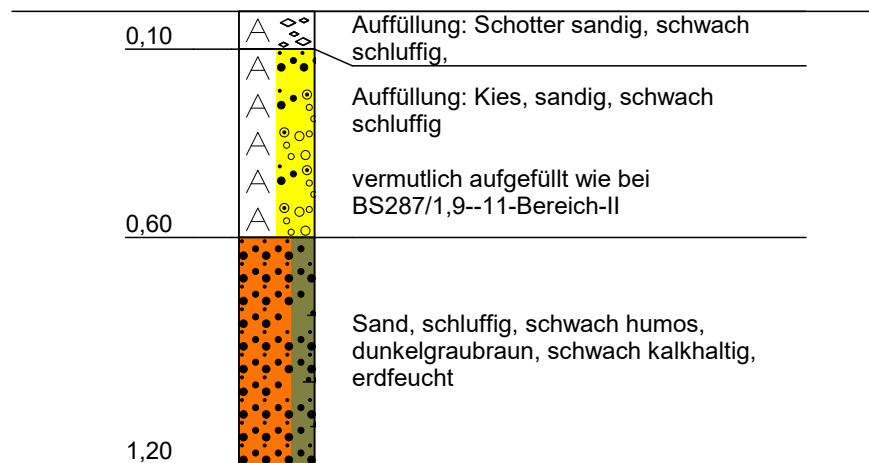 0,10
A
Auffüllung: Schotter sandig, schwach
schluffig,
A
A
A
A
A
Auffüllung: Kies, sandig, schwach
schluffig
vermutlich aufgefüllt wie bei
BS287/1,9--11-Bereich-II
0,60
Sand, schluffig, schwach humos,
dunkelgraubraun, schwach kalkhaltig,
erdfeucht
1,20